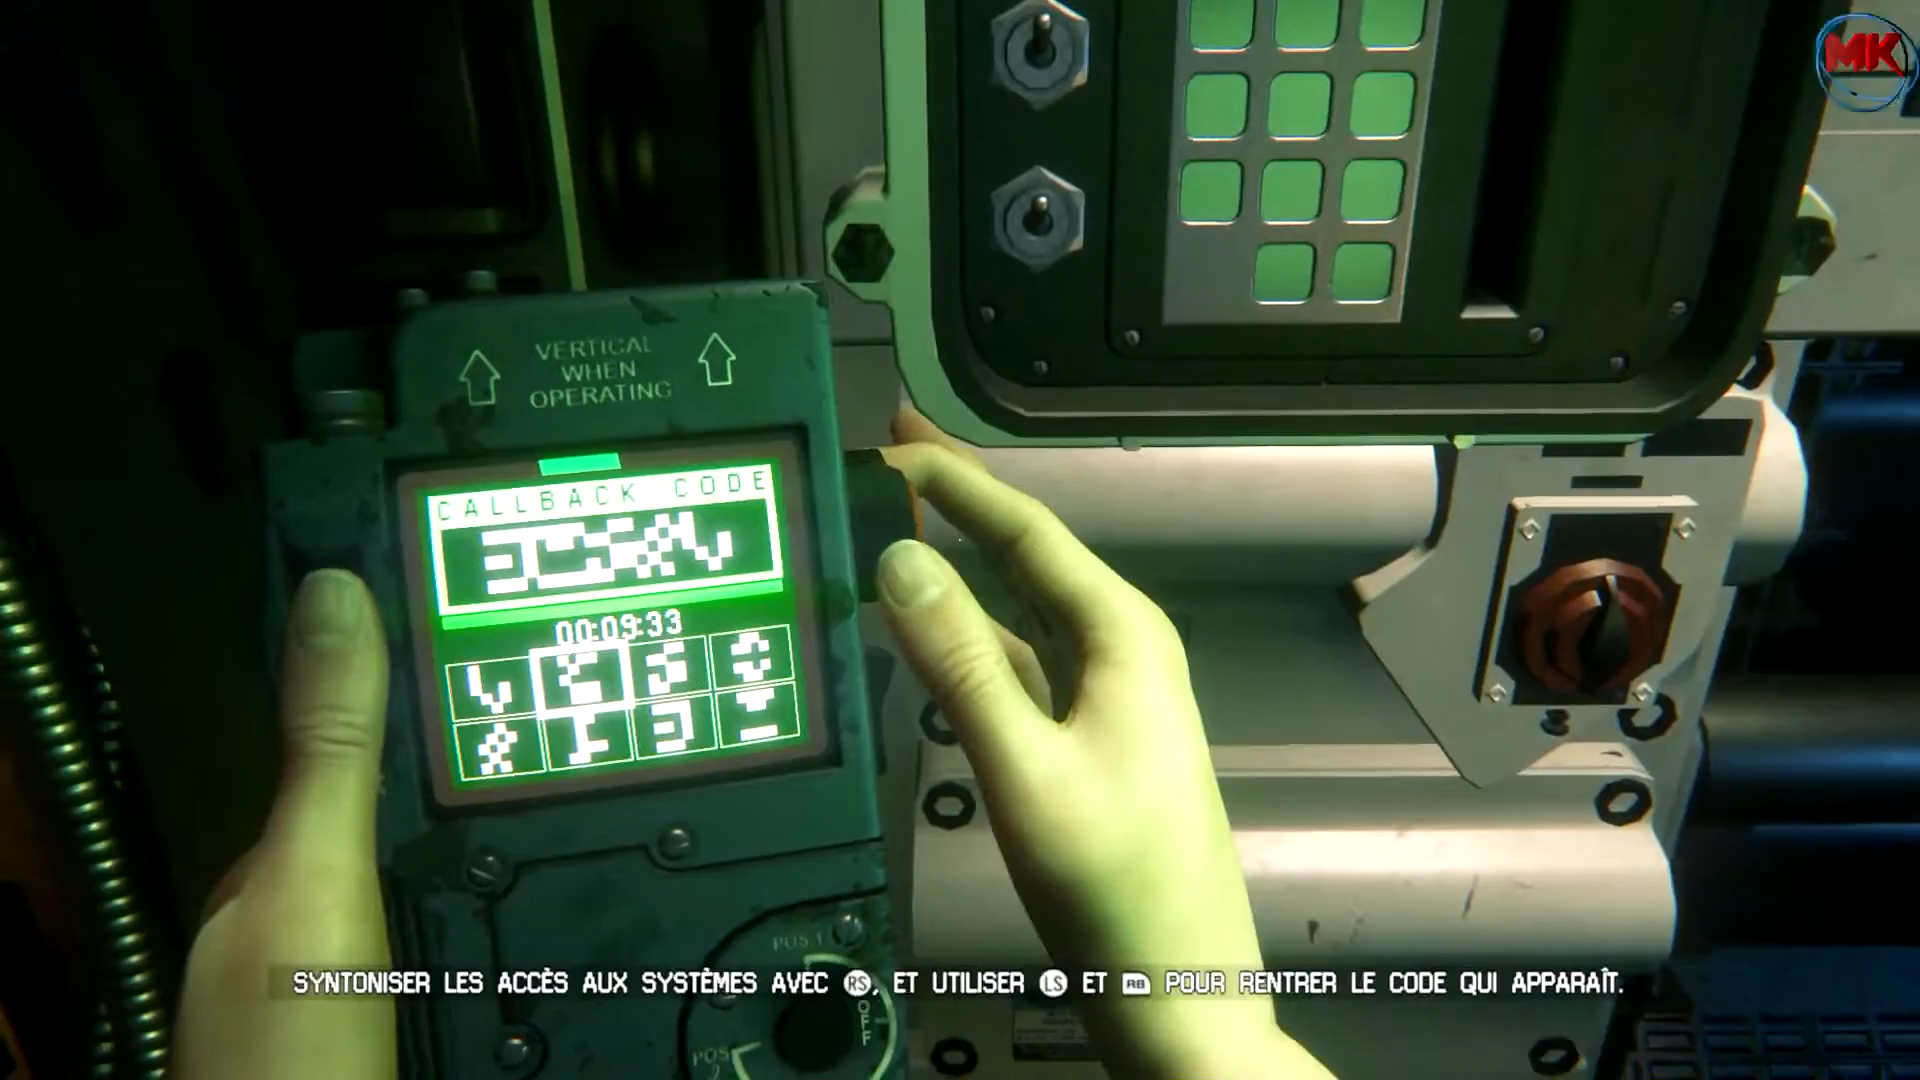 MK
VERTICAL
WHEN
OPERATING
CALLBACK CODE
00:09:33
POS.1
OFF
POS.
2
SYNTONISER LES ACCÈS AUX SYSTÈMES AVEC RS, ET UTILISER LS ET RB POUR RENTRER LE CODE QUI APPARAÎT.